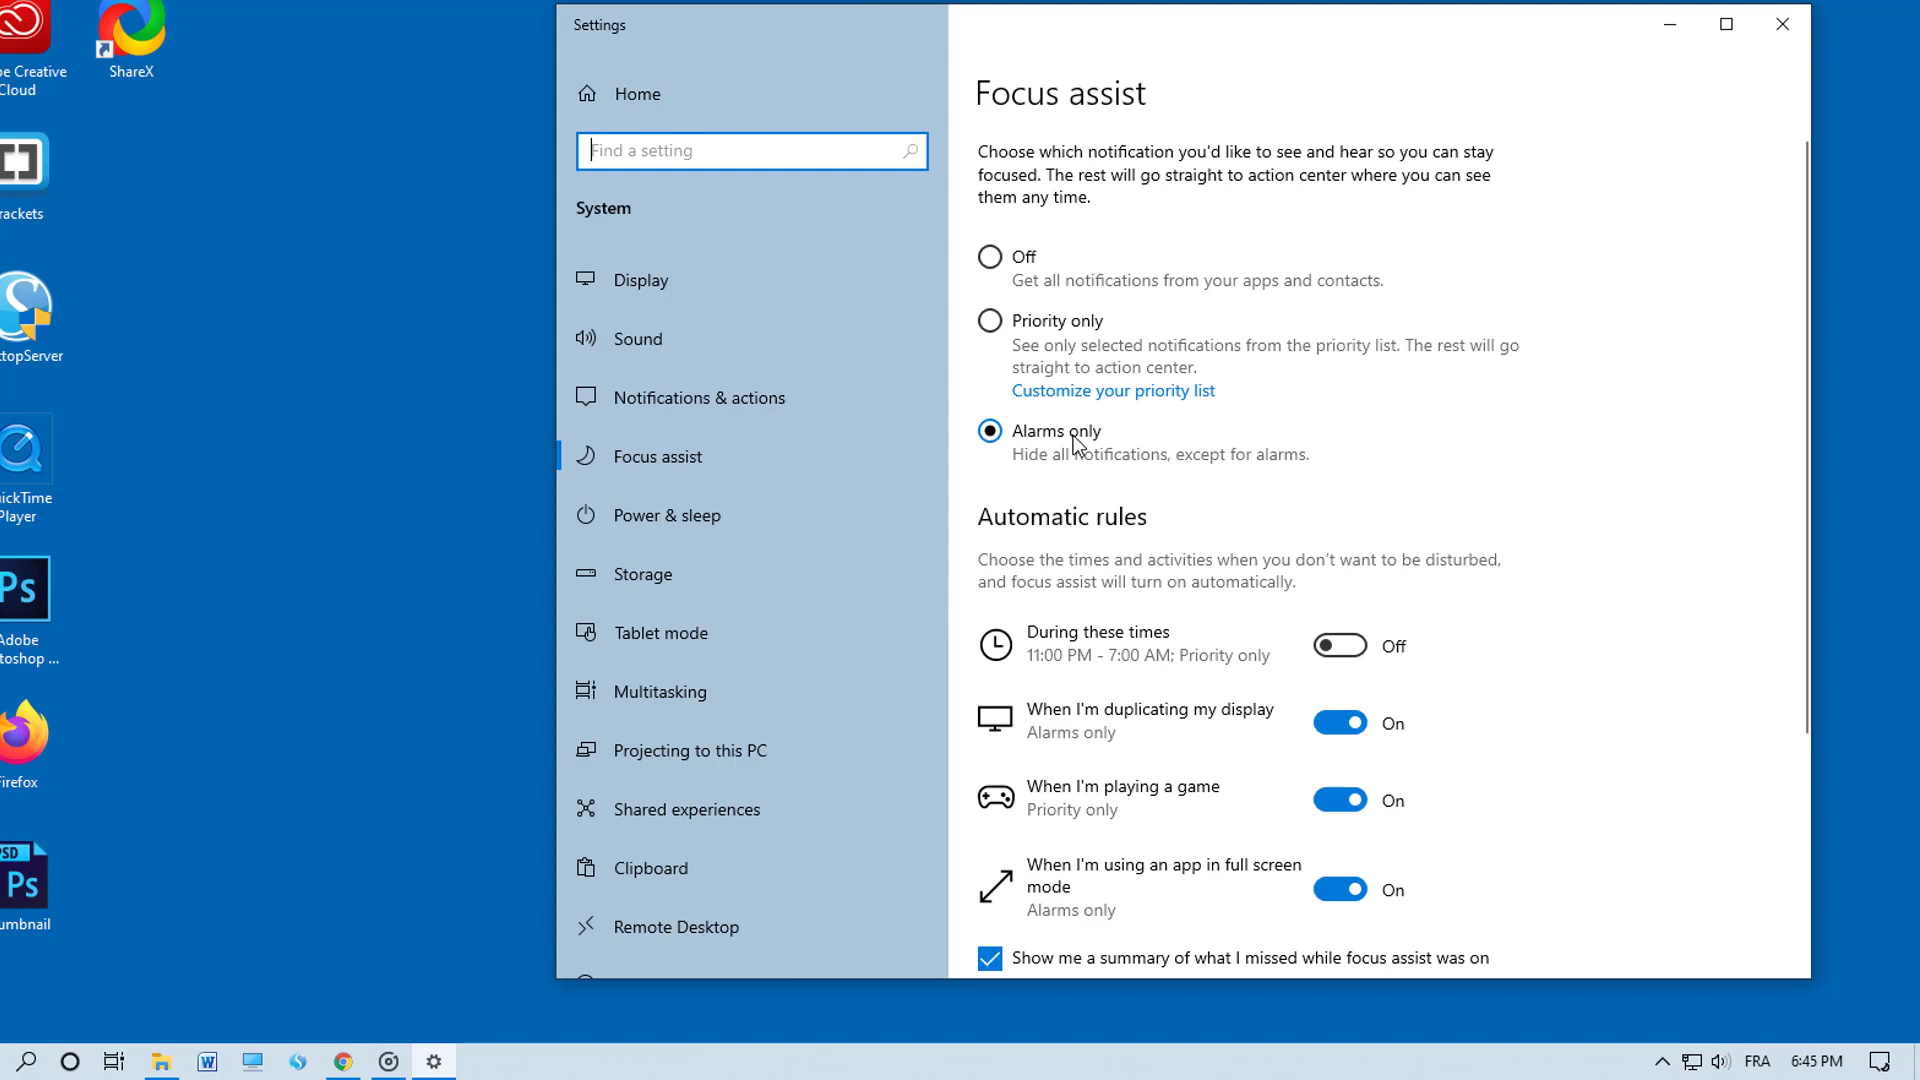 be Creative
Cloud
ShareX
rackets
topServer
uickTime
Player
Ps
Adobe
toshop ...
Firefox
PSD
Ps
umbnail
Settings
Home
Find a setting
System
Display
Sound
Notifications & actions
Focus assist
Power & sleep
Storage
Tablet mode
Multitasking
Projecting to this PC
Shared experiences
Clipboard
Remote Desktop
Focus assist
Choose which notification you'd like to see and hear so you can stay
focused. The rest will go straight to action center where you can see
them any time.
Off
Get all notifications from your apps and contacts.
Priority only
See only selected notifications from the priority list. The rest will go
straight to action center.
Customize your priority list
Alarms only
Hide all notifications, except for alarms.
Automatic rules
Choose the times and activities when you don't want to be disturbed,
and focus assist will turn on automatically.
During these times
11:00 PM - 7:00 AM; Priority only
Off
When I'm duplicating my display
Alarms only
On
When I'm playing a game
Priority only
On
When I'm using an app in full screen
mode
Alarms only
On
Show me a summary of what I missed while focus assist was on
W
FRA
6:45 PM